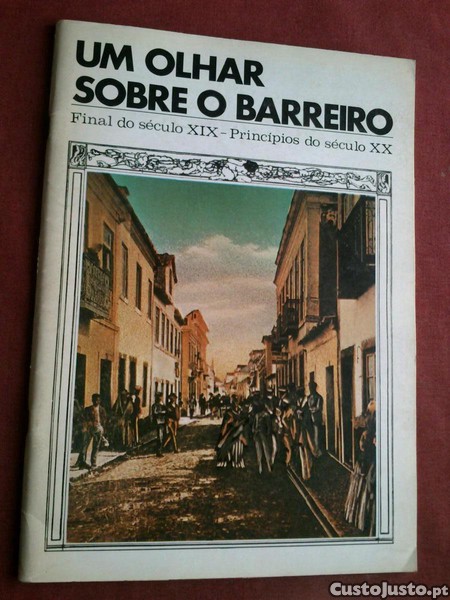 UM OLHAR
SOBRE O BARREIRO
Final do século XIX - Princípios do século XX
CustoJusto.pt